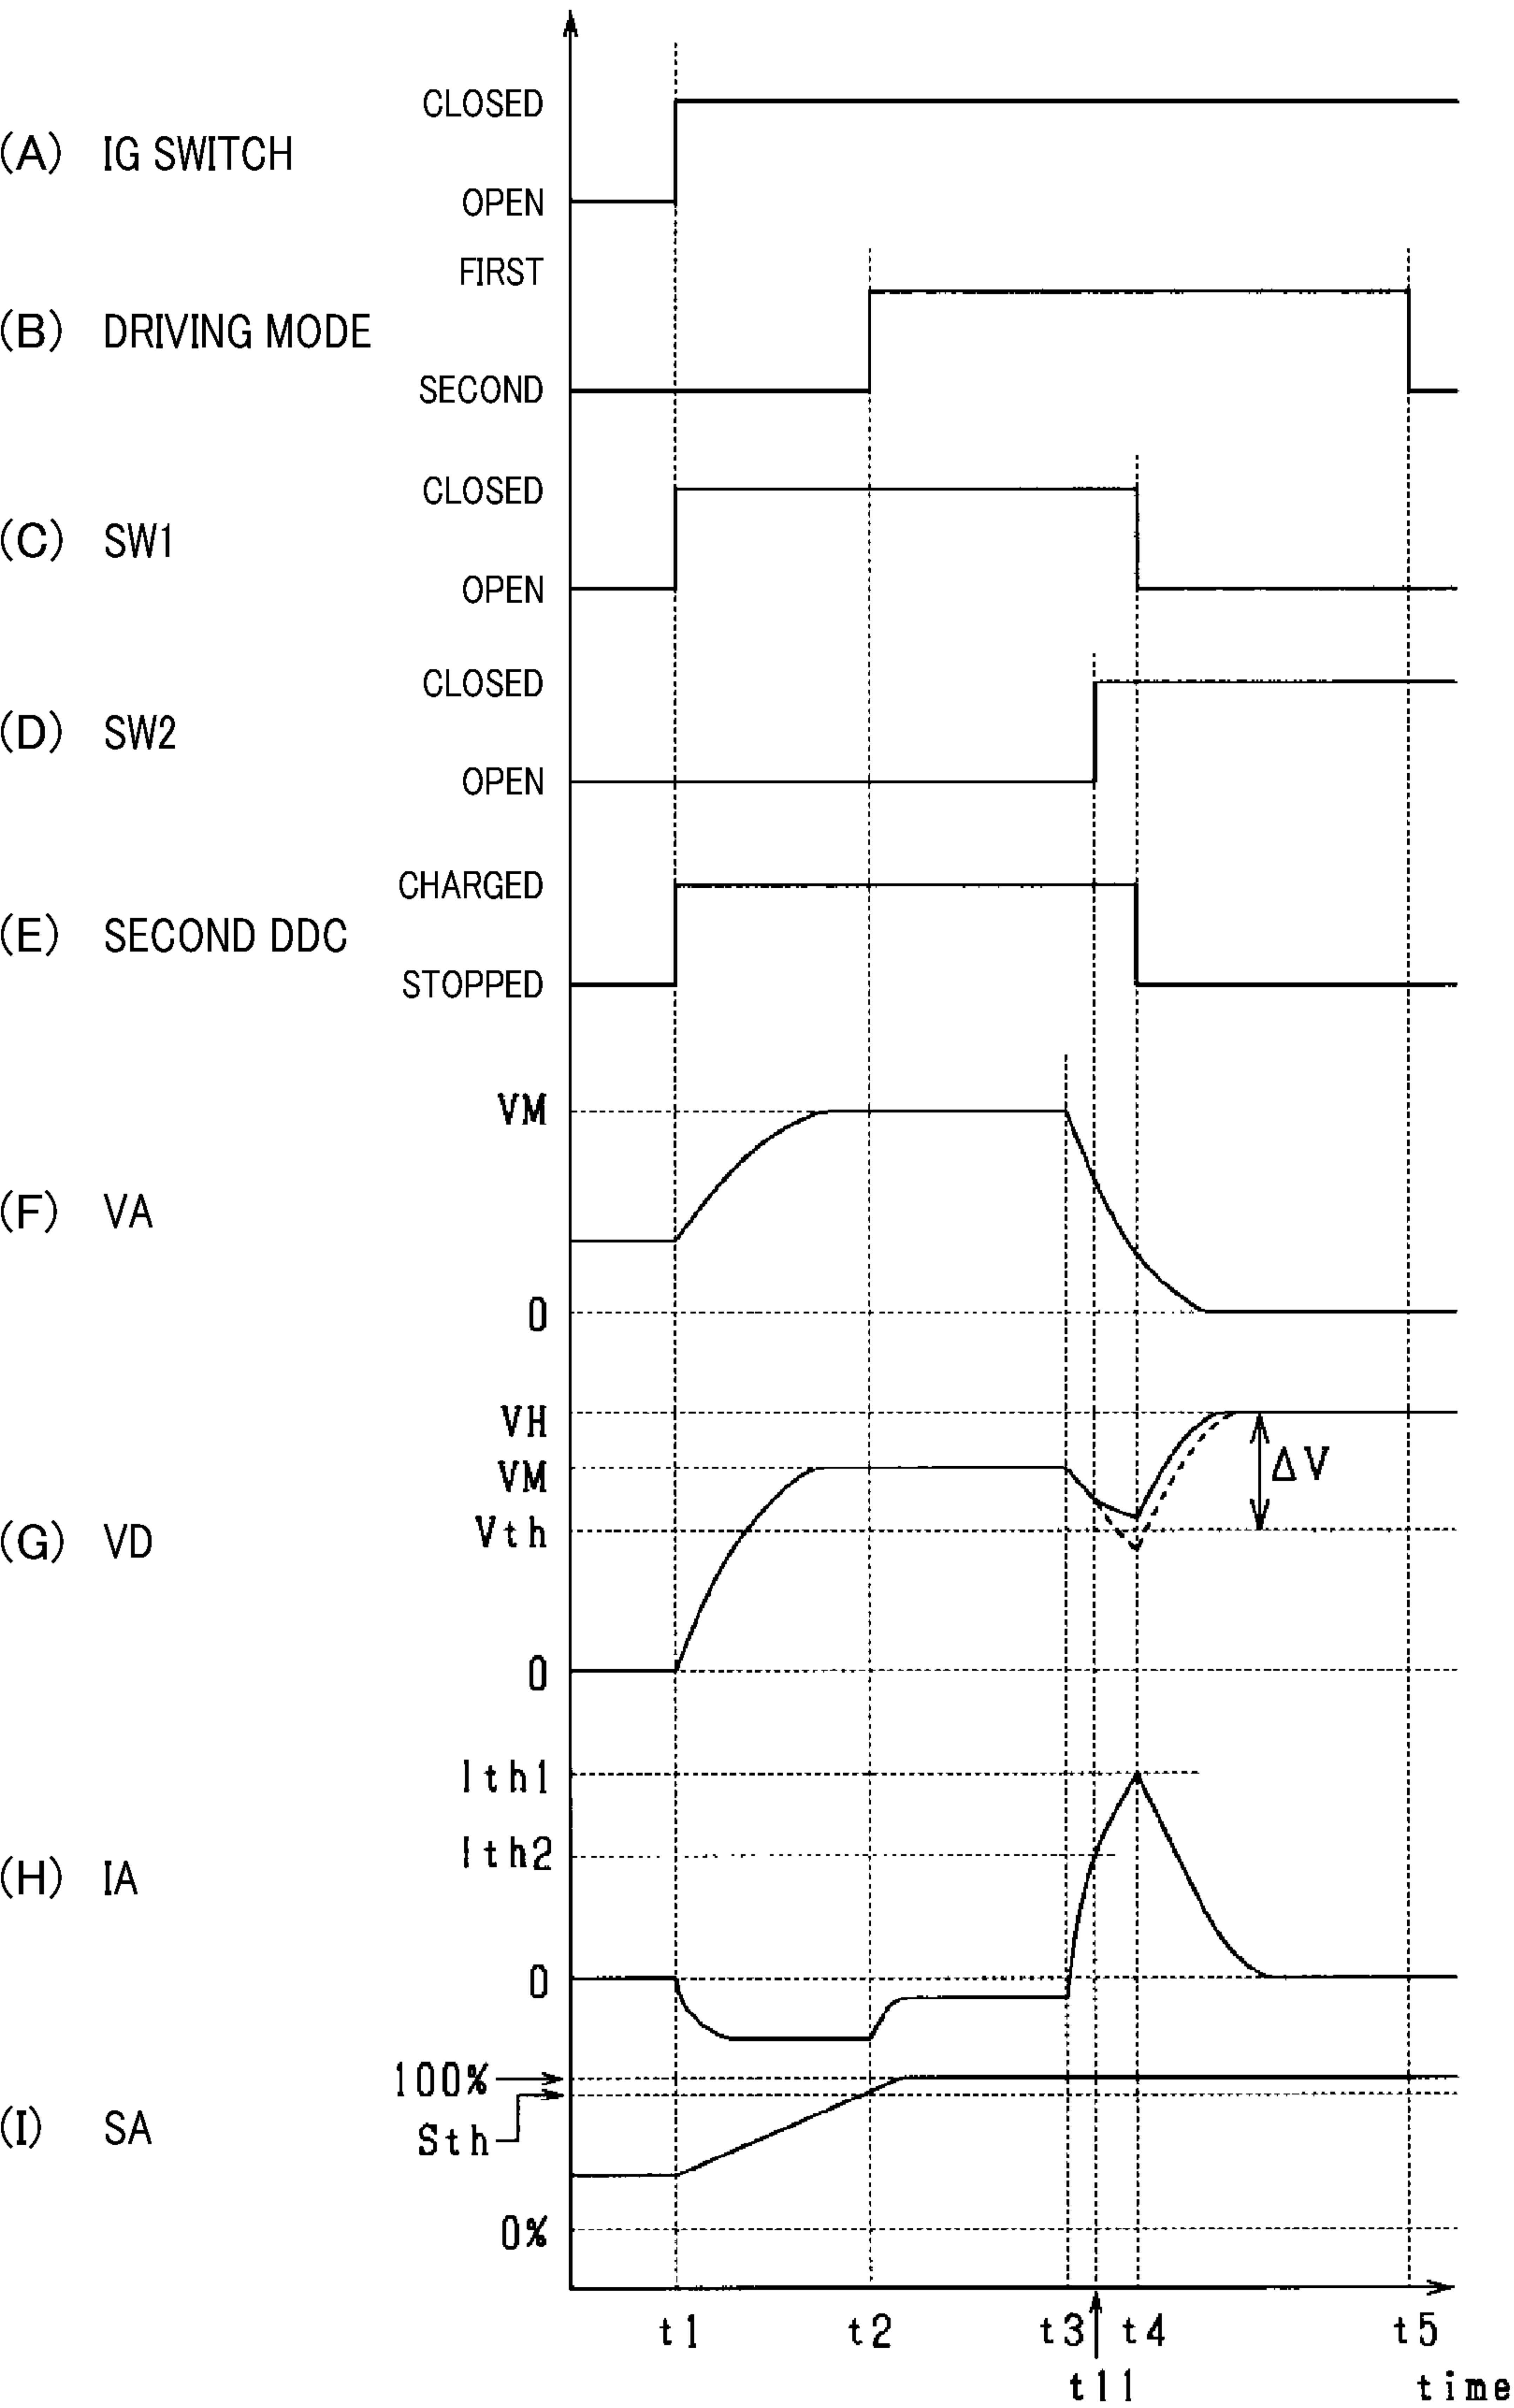 CLOSED
(A) IG SWITCH
OPEN
FIRST
(B) DRIVING MODE
SECOND
CLOSED
(C) SW1
OPEN
CLOSED
(D) SW2
OPEN
CHARGED
(E) SECOND DDC
STOPPED
VM
(F) VA
0
VH
ΔV
VM
Vth
(G) VD
0
Ith1
Ith2
(H) IA
0
100%
(I) SA
Sth
0%
t1 t2 t3 t4 t5
t11 time